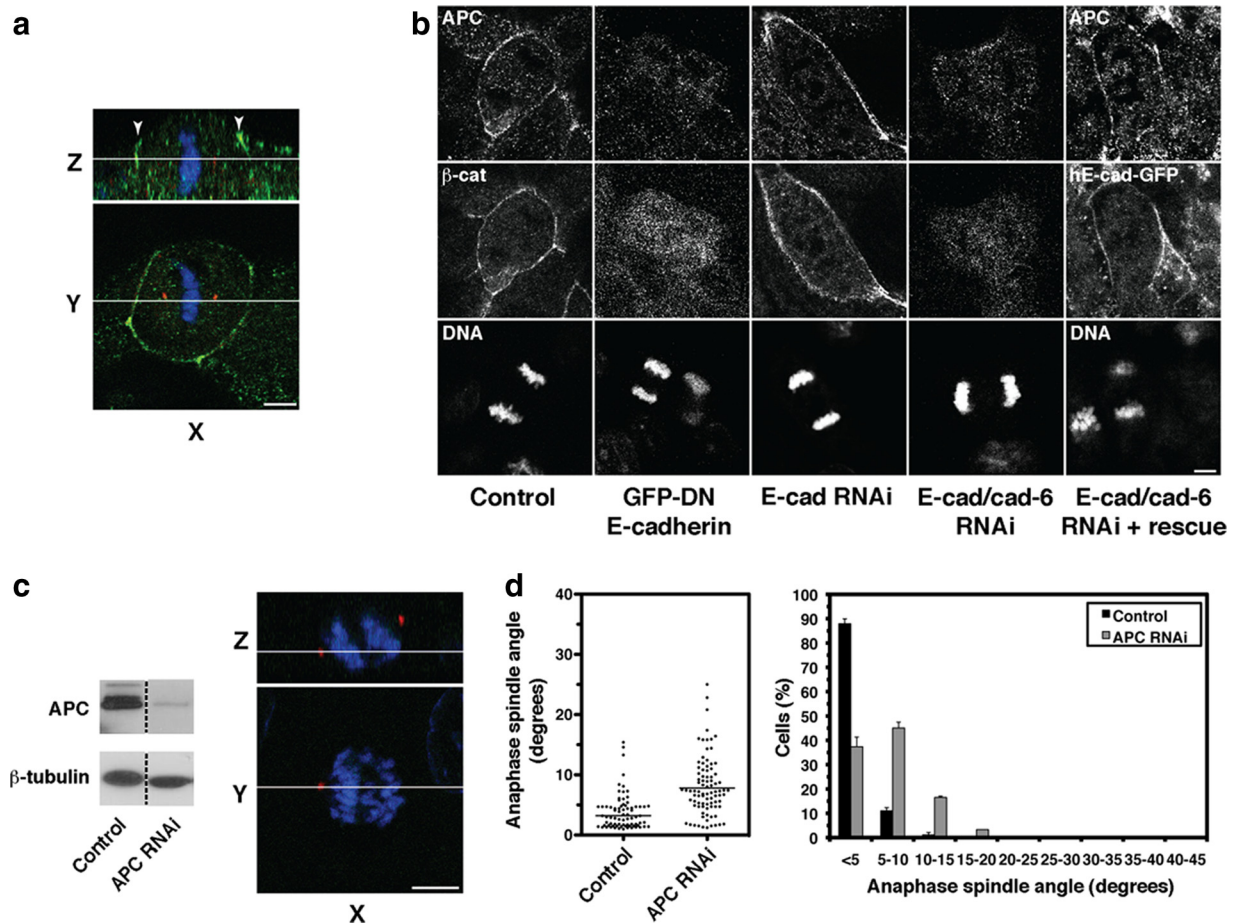 a
Z
Y
X
b
APC
APC
β-cat
hE-cad-GFP
DNA
DNA
Control
GFP-DN
E-cadherin
E-cad RNAi
E-cad/cad-6
RNAi
E-cad/cad-6
RNAi + rescue
c
APC
β-tubulin
Control
APC RNAi
Z
Y
X
d
Anaphase spindle angle
(degrees)
40
30
20
10
0
Control
APC RNAi
Cells (%)
100
90
80
70
60
50
40
30
20
10
0
Control
APC RNAi
<5 5-10 10-15 15-20 20-25 25-30 30-35 35-40 40-45
Anaphase spindle angle (degrees)